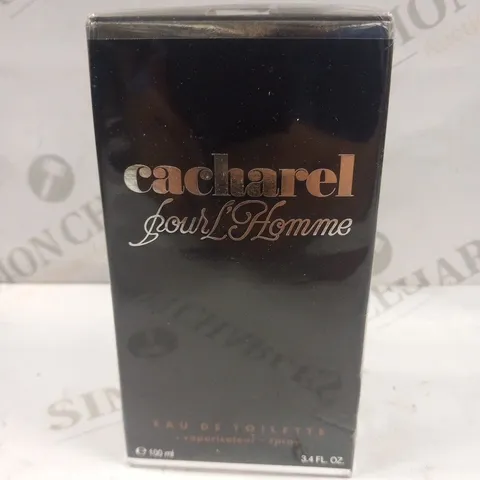 cacharel
pour L'Homme
EAU DE TOILETTE
- vaporisateur - spray
℮ 100 ml 3.4 FL. OZ.